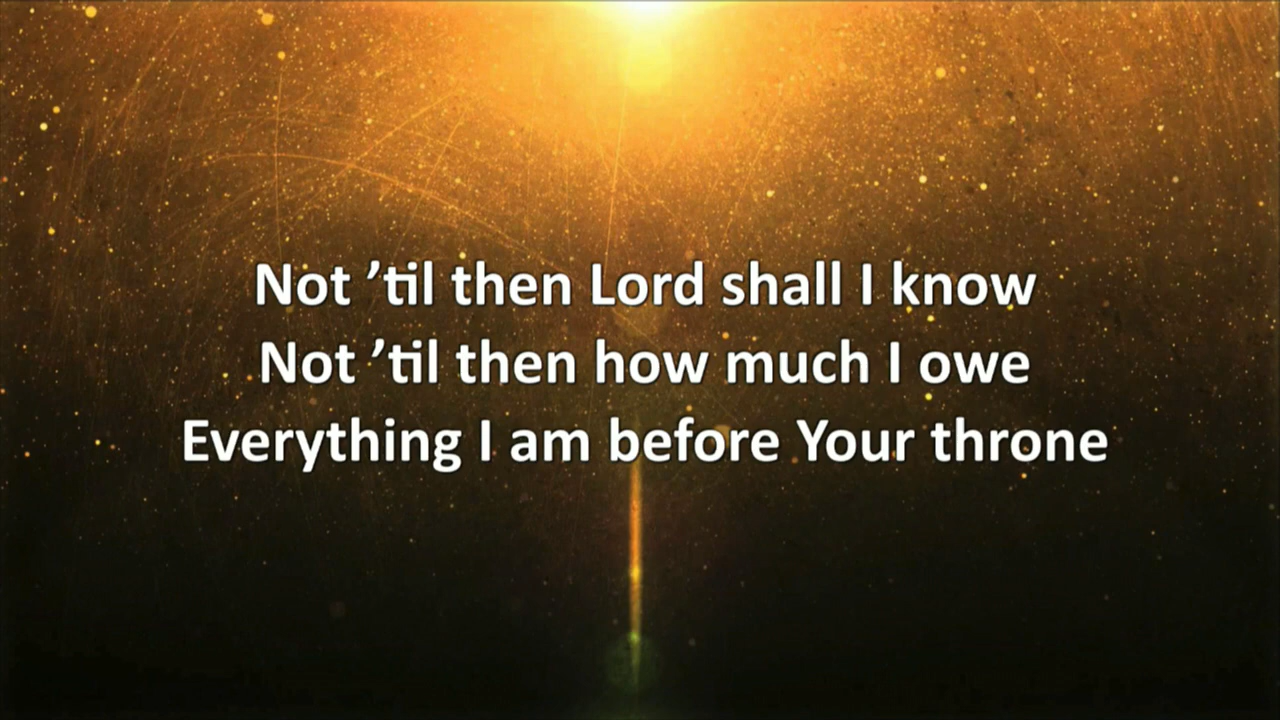 Not ’til then Lord shall I know
Not ’til then how much I owe
Everything I am before Your throne